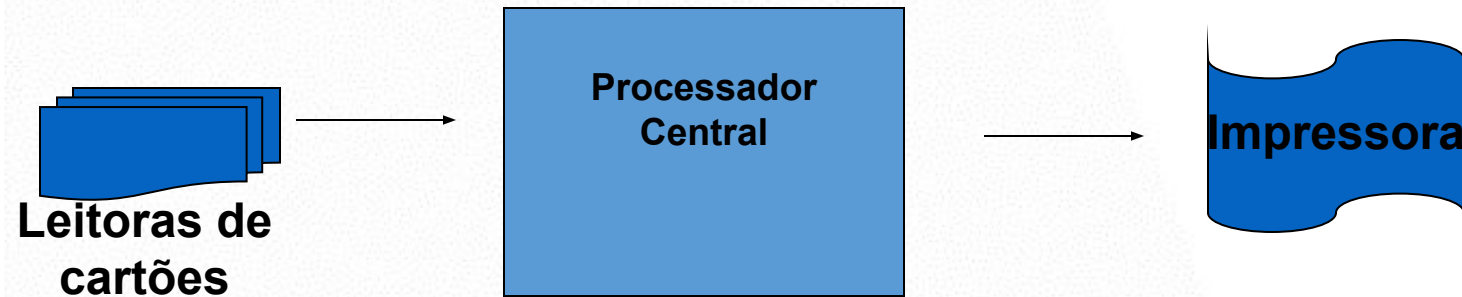 Leitoras de
cartões
Processador
Central
Impressora